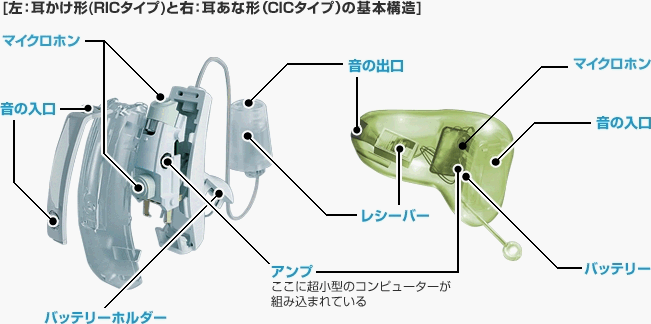 [左：耳かけ形(RICタイプ)と右：耳あな形（CICタイプ）の基本構造]
マイクロホン
音の入口
音の出口
マイクロホン
音の入口
レシーバー
アンプ
ここに超小型のコンピューターが
組み込まれている
バッテリー
バッテリーホルダー